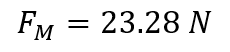 F_M = 23.28 N